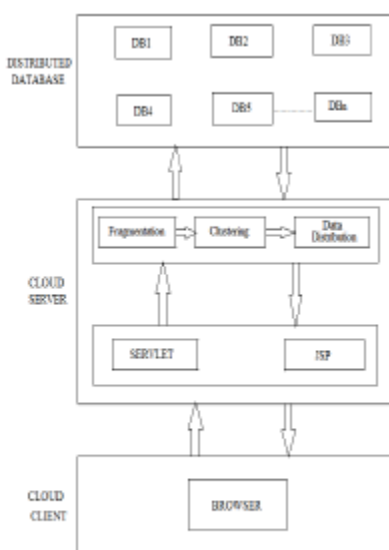 DB1 DB2 DB3
DISTRIBUTED
DATABASE
DB4 DB5 DBn
Fragmentation Clustering Data
Distribution
CLOUD
SERVER
SERVLET JSP
CLOUD
CLIENT
BROWSER